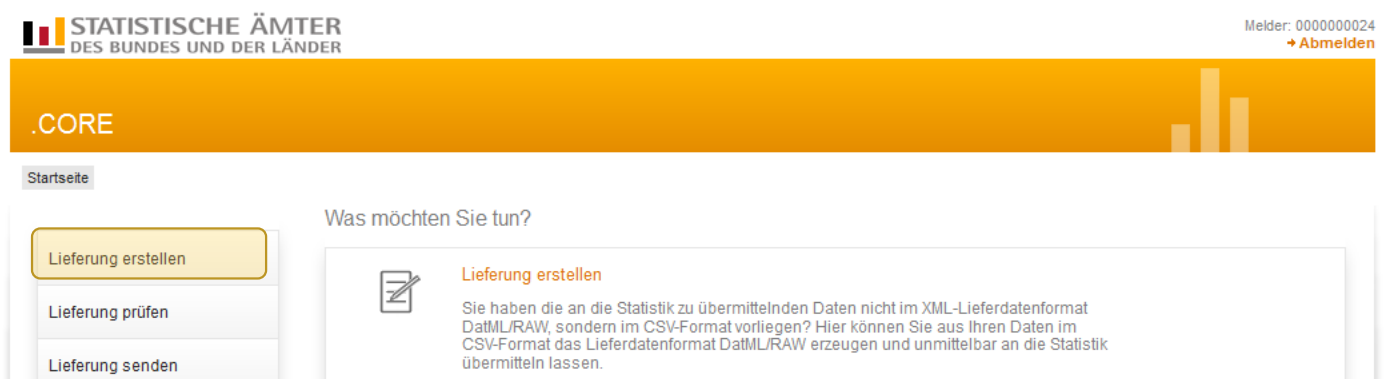 STATISTISCHE ÄMTER
DES BUNDES UND DER LÄNDER
Melder: 0000000024
Abmelden
.CORE
Startseite
Was möchten Sie tun?
Lieferung erstellen
Lieferung prüfen
Lieferung senden
Lieferung erstellen
Sie haben die an die Statistik zu übermittelnden Daten nicht im XML-Lieferdatenformat
DatML/RAW, sondern im CSV-Format vorliegen? Hier können Sie aus Ihren Daten im
CSV-Format das Lieferdatenformat DatML/RAW erzeugen und unmittelbar an die Statistik
übermitteln lassen.